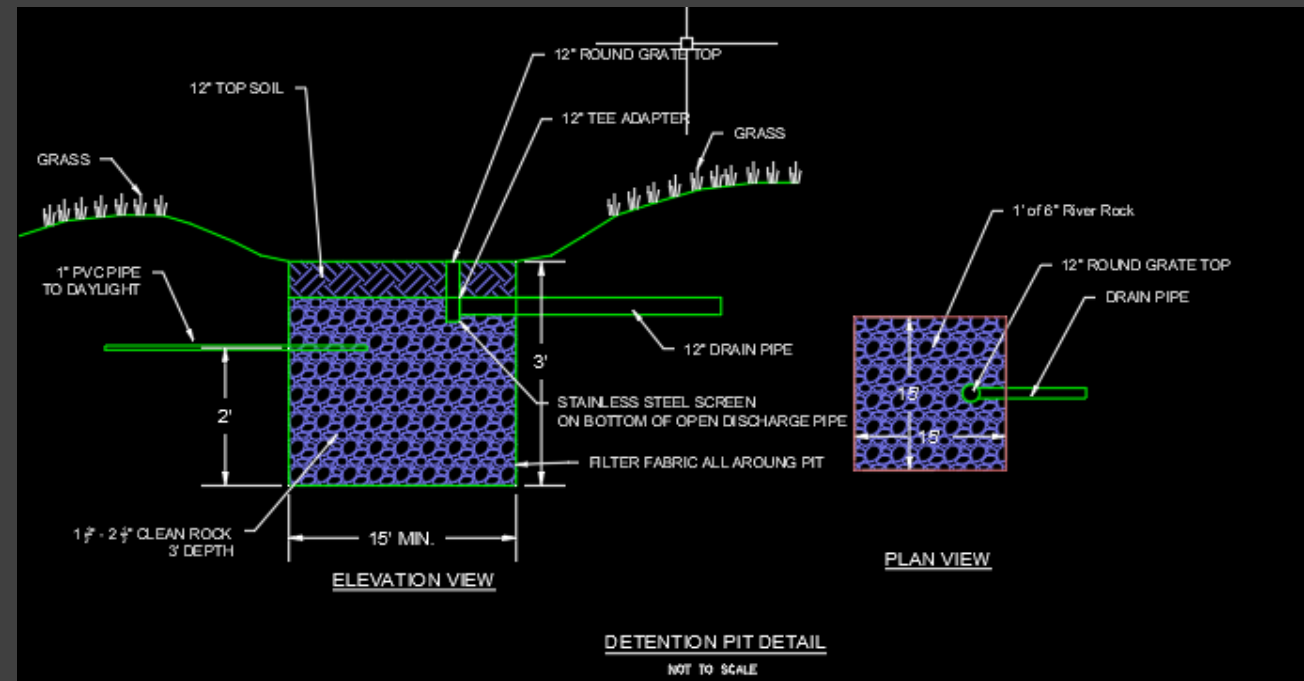 12" ROUND GRATE TOP
12" TOP SOIL
12" TEE ADAPTER
GRASS
GRASS
1" PVC PIPE
TO DAYLIGHT
12" DRAIN PIPE
3'
2'
STAINLESS STEEL SCREEN
ON BOTTOM OF OPEN DISCHARGE PIPE
FILTER FABRIC ALL AROUNG PIT
CLEAN ROCK
3' DEPTH
15' MIN.
ELEVATION VIEW
1' of 6" River Rock
12" ROUND GRATE TOP
DRAIN PIPE
15'
15'
PLAN VIEW
DETENTION PIT DETAIL
NOT TO SCALE